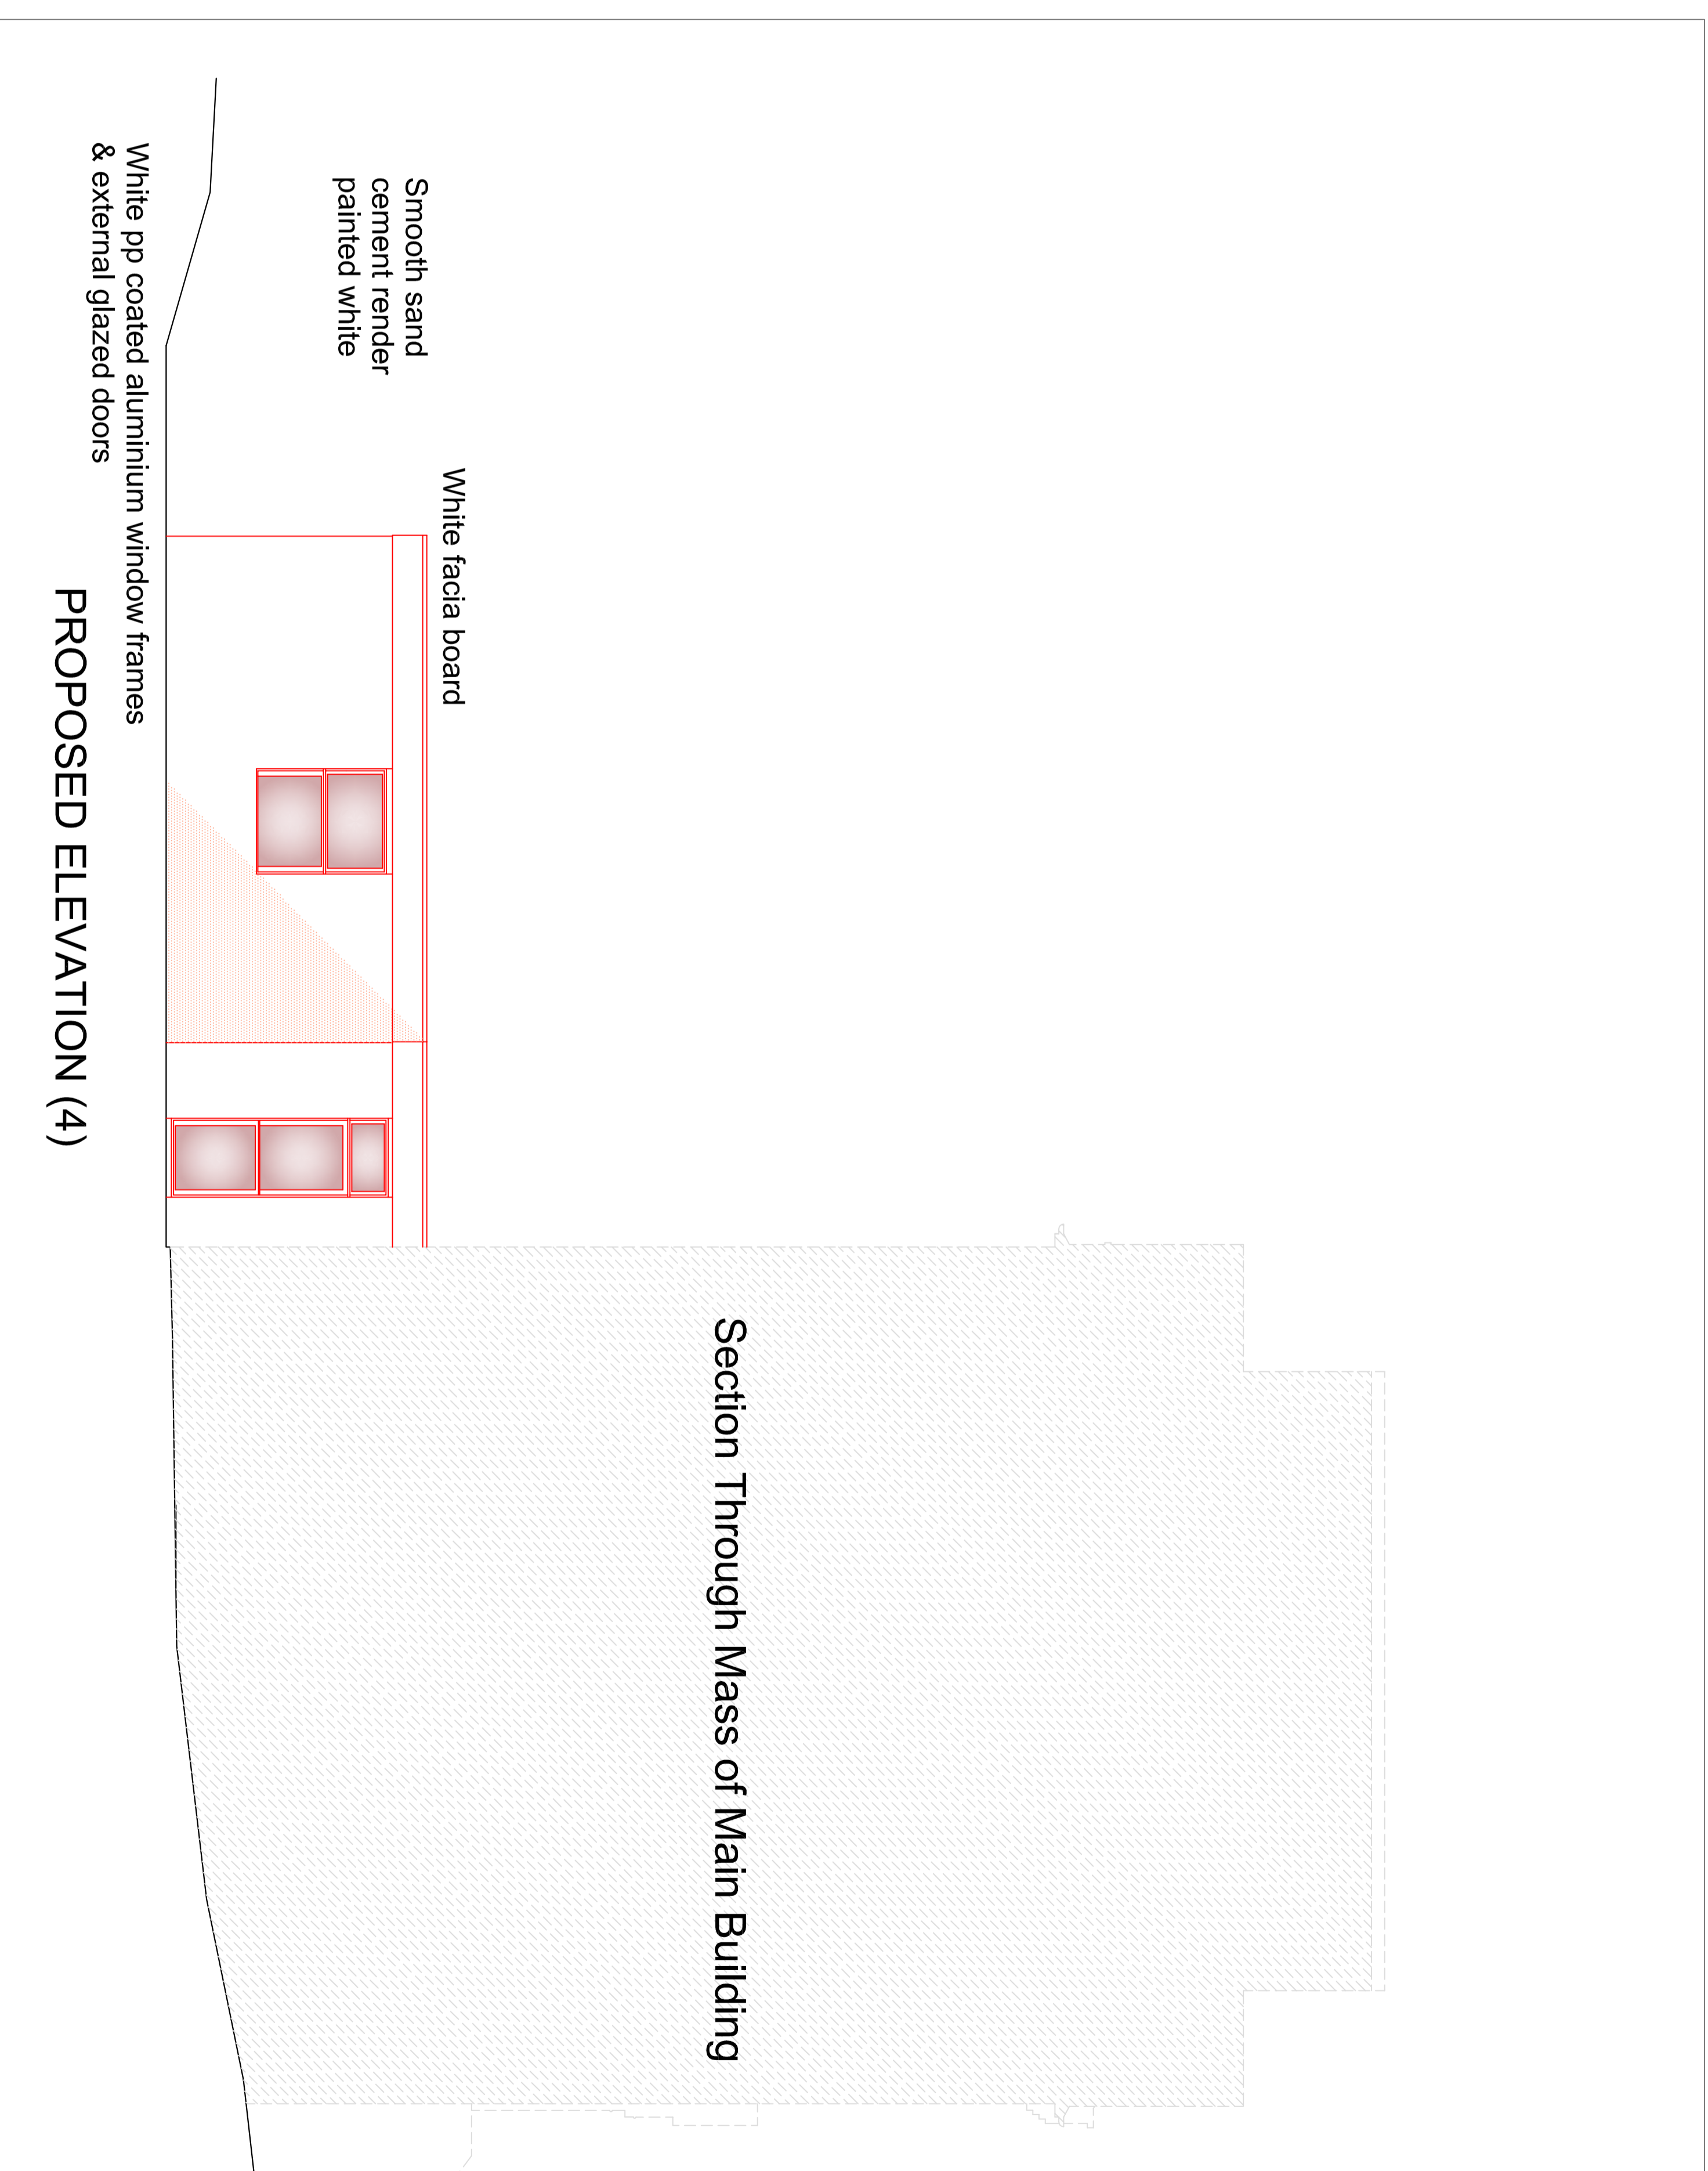 Section Through Mass of Main Building
White facia board
Smooth sand
cement render
painted white
White pp coated aluminium window frames
& external glazed doors
PROPOSED ELEVATION (4)